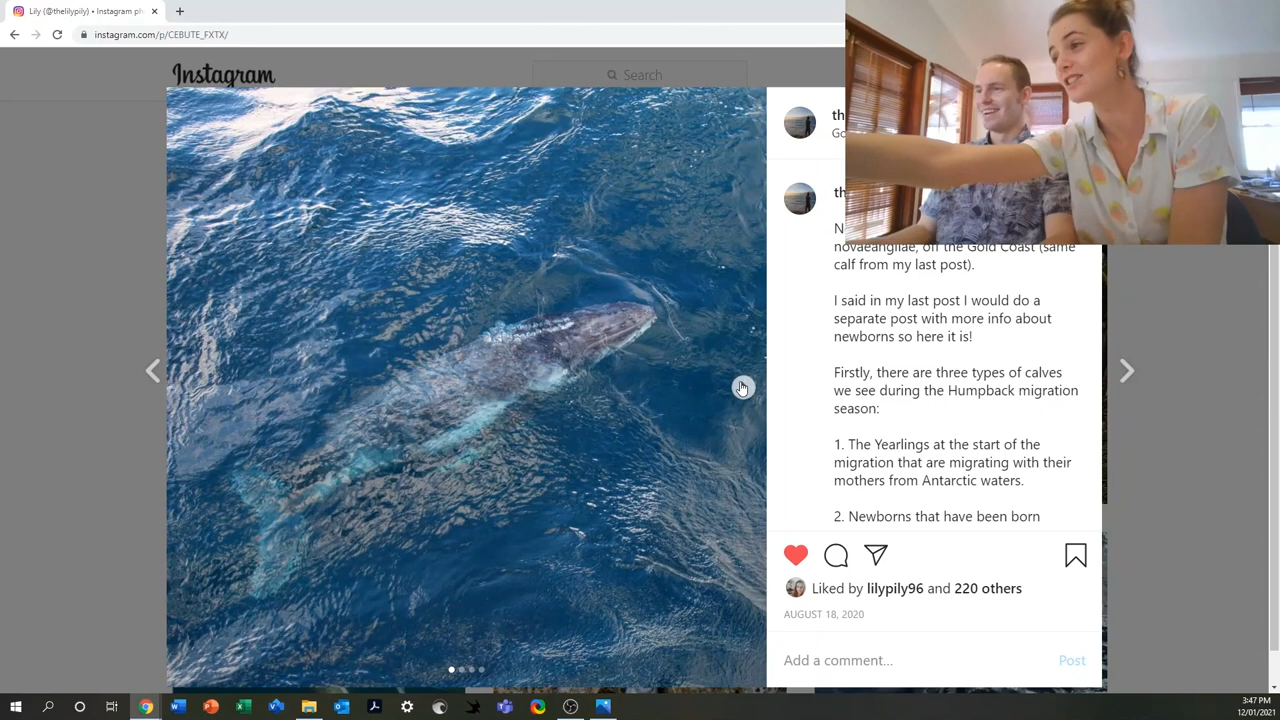 Lily (@thelilypily) • Instagram ph
instagram.com/p/CEBUTE_FXTX/
Instagram
Search
th
Go
th
N
novaeangliae, off the Gold Coast (same
calf from my last post).
I said in my last post I would do a
separate post with more info about
newborns so here it is!
Firstly, there are three types of calves
we see during the Humpback migration
season:
1. The Yearlings at the start of the
migration that are migrating with their
mothers from Antarctic waters.
2. Newborns that have been born
Liked by lilypily96 and 220 others
AUGUST 18, 2020
Add a comment...
Post
3:47 PM
12/01/2021